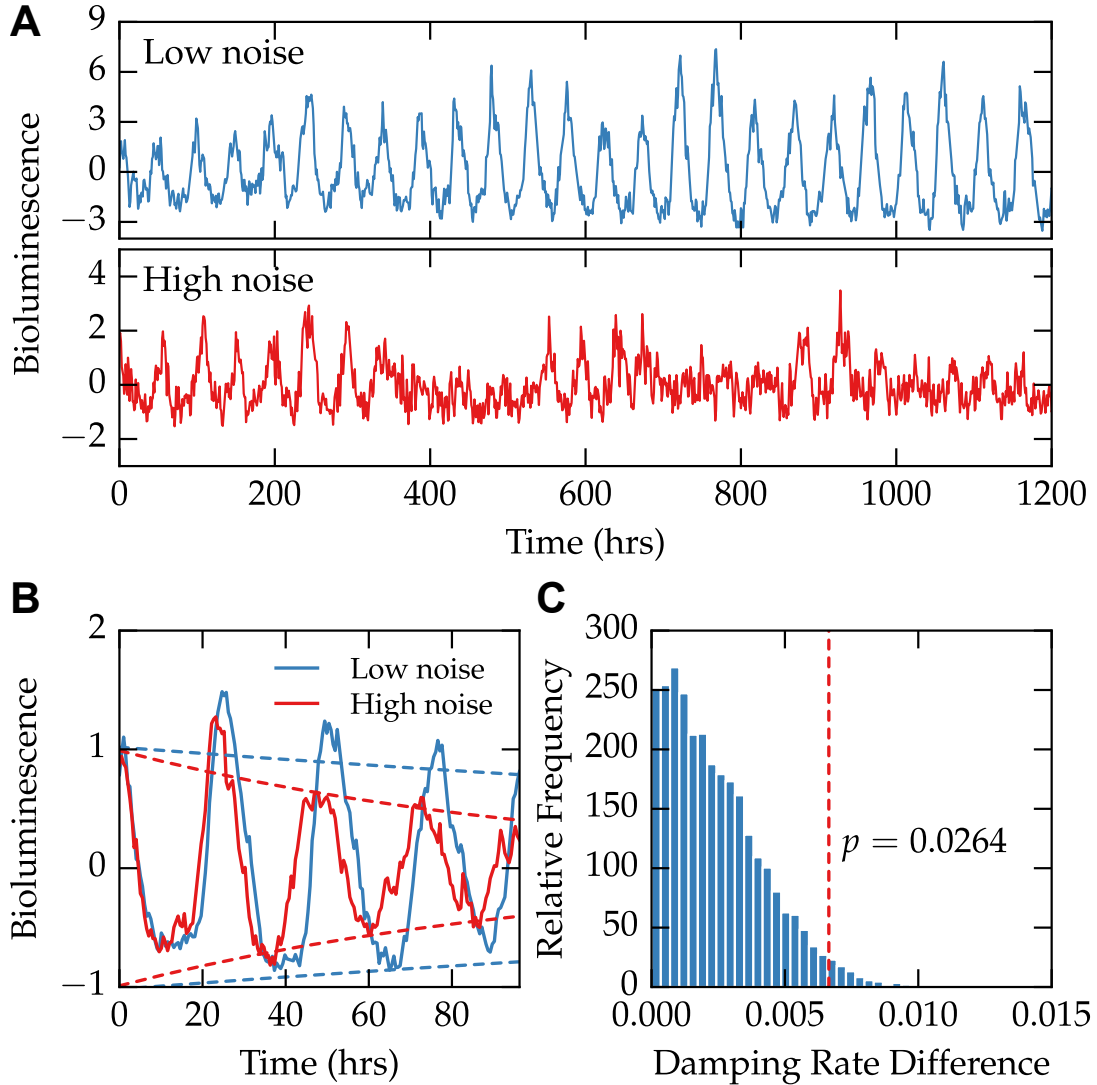 A
9
6
3
0
−3
Bioluminescence
Low noise
4
2
0
−2
High noise
0 200 400 600 800 1000 1200
Time (hrs)
B
2
1
0
−1
Bioluminescence
Low noise
High noise
0 20 40 60 80
Time (hrs)
C
300
250
200
150
100
50
0
Relative Frequency
p = 0.0264
0.000 0.005 0.010 0.015
Damping Rate Difference